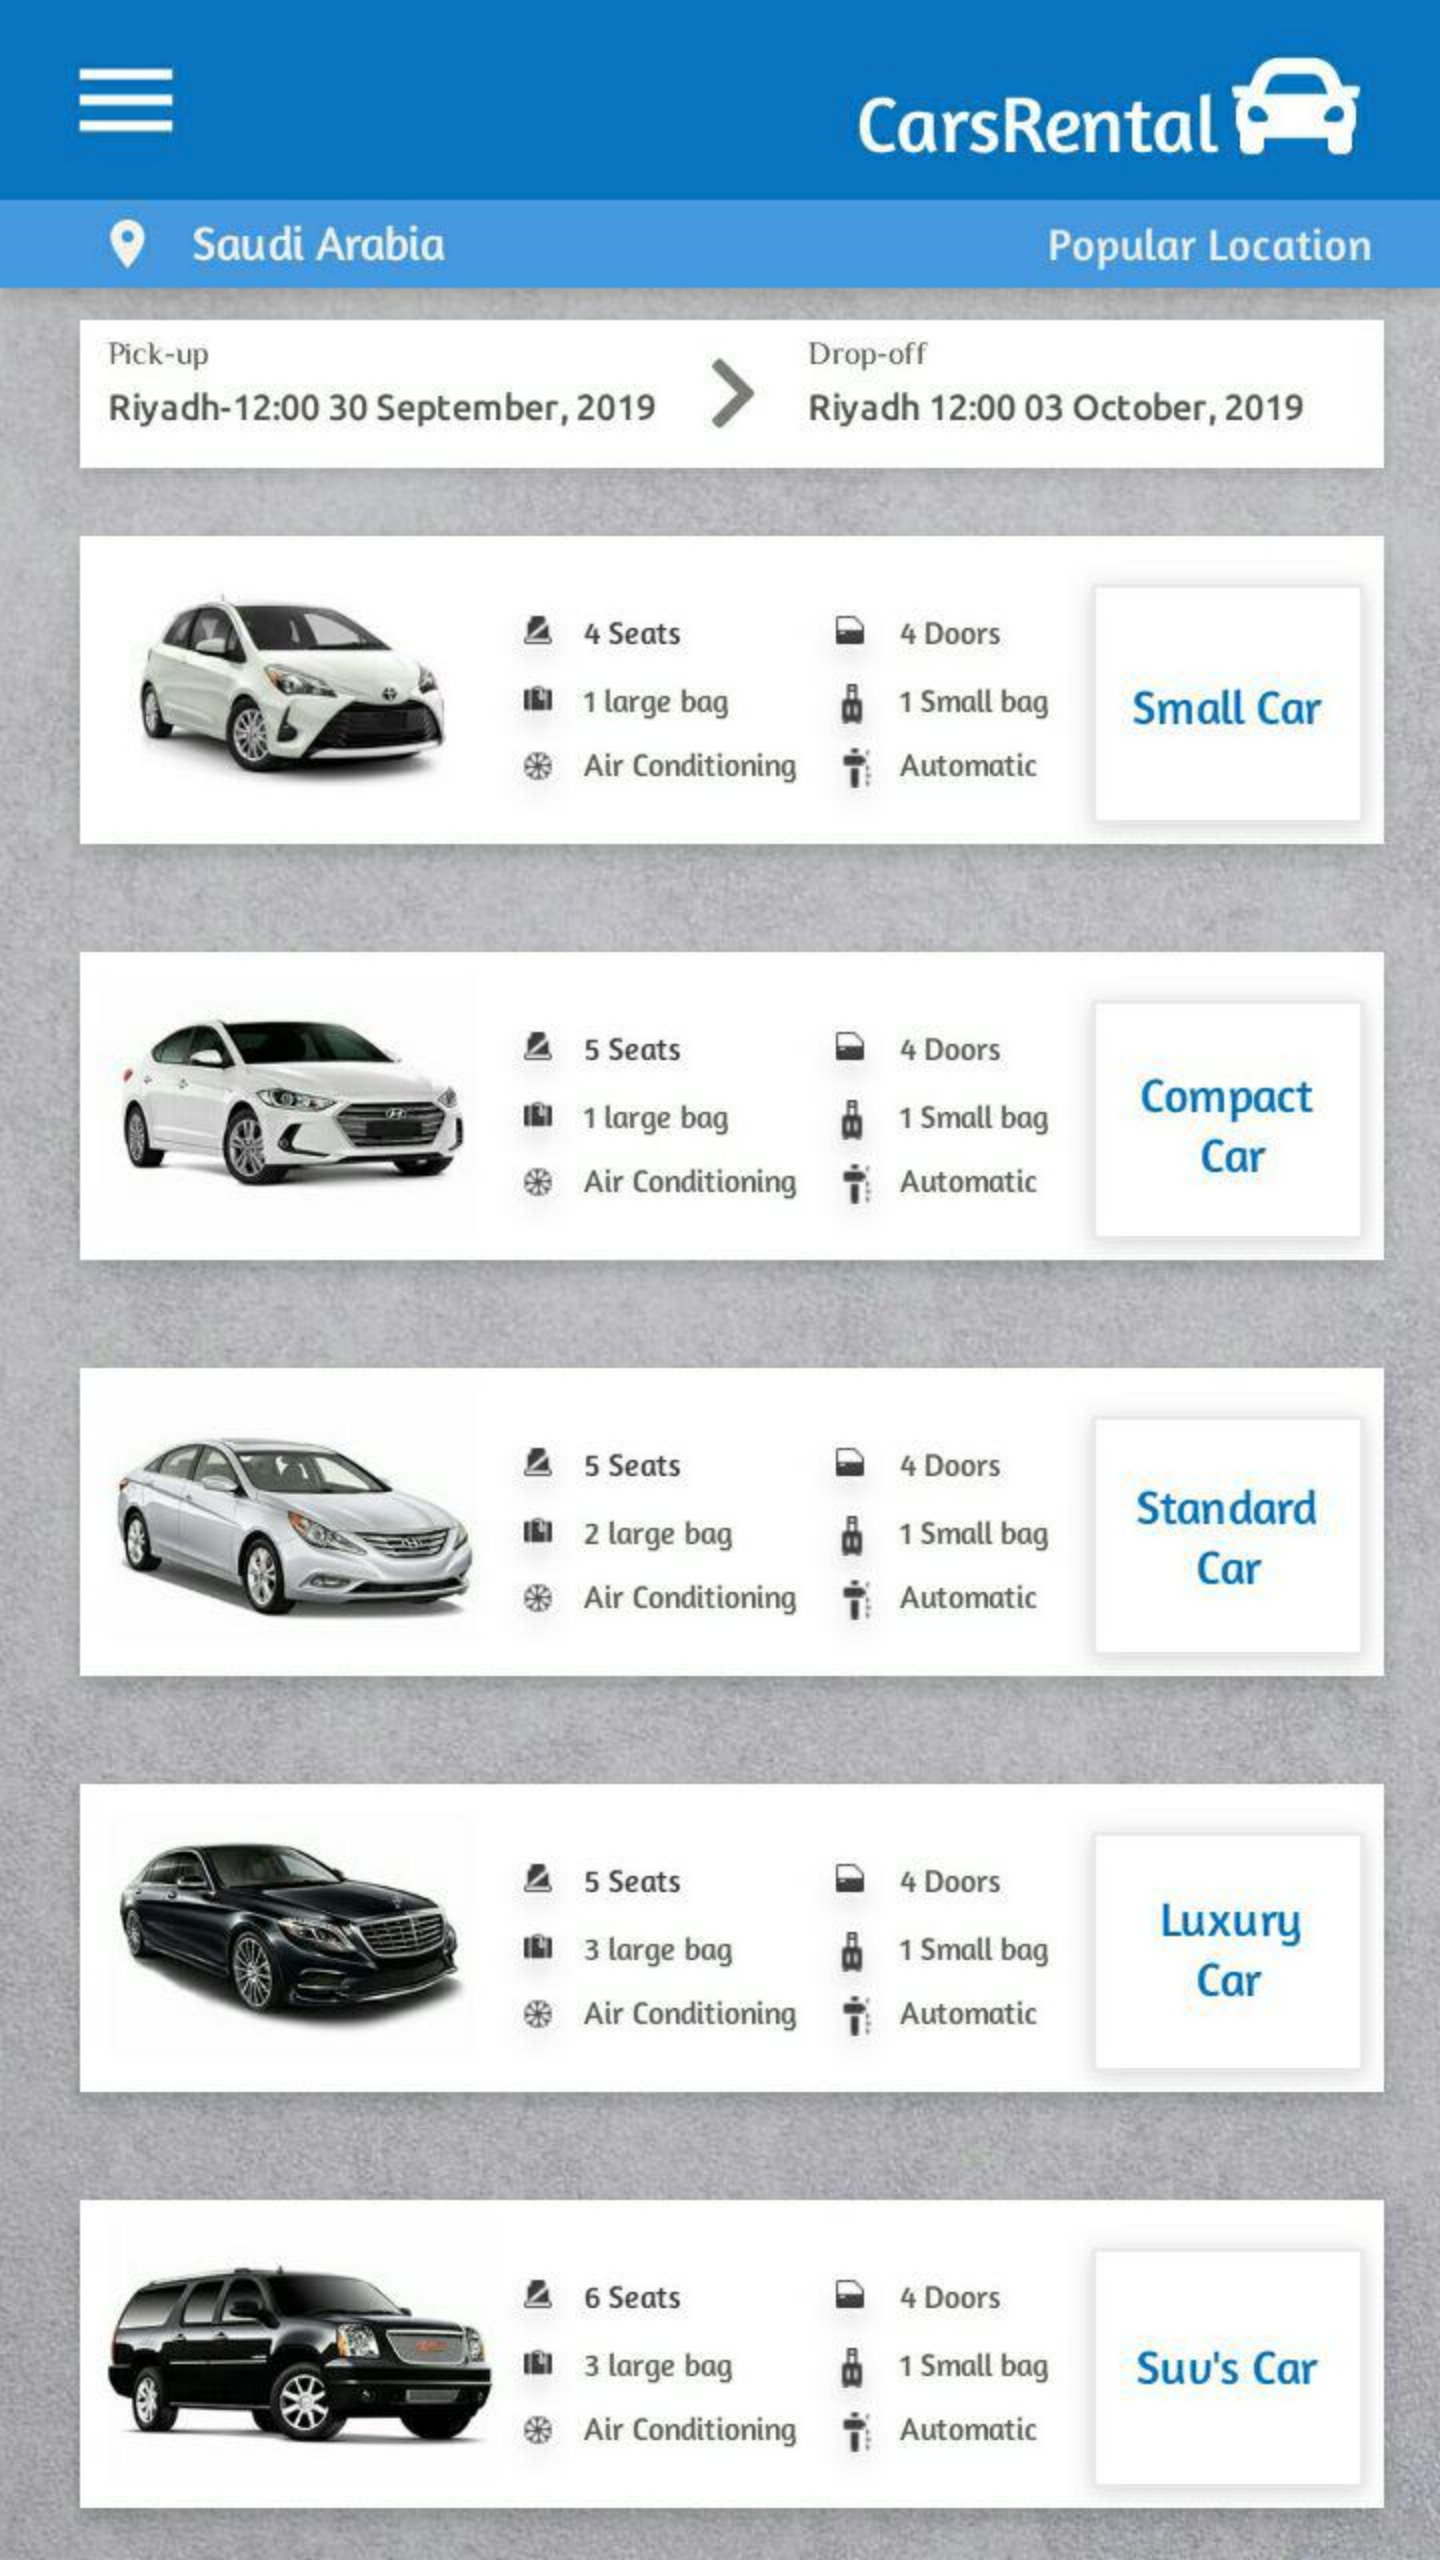 CarsRental
Saudi Arabia
Popular Location
Pick-up
Riyadh-12:00 30 September, 2019
Drop-off
Riyadh 12:00 03 October, 2019
4 Seats
4 Doors
1 large bag
1 Small bag
Air Conditioning
Automatic
Small Car
5 Seats
4 Doors
1 large bag
1 Small bag
Air Conditioning
Automatic
Compact
Car
5 Seats
4 Doors
2 large bag
1 Small bag
Air Conditioning
Automatic
Standard
Car
5 Seats
4 Doors
3 large bag
1 Small bag
Air Conditioning
Automatic
Luxury
Car
6 Seats
4 Doors
3 large bag
1 Small bag
Air Conditioning
Automatic
Suv's Car